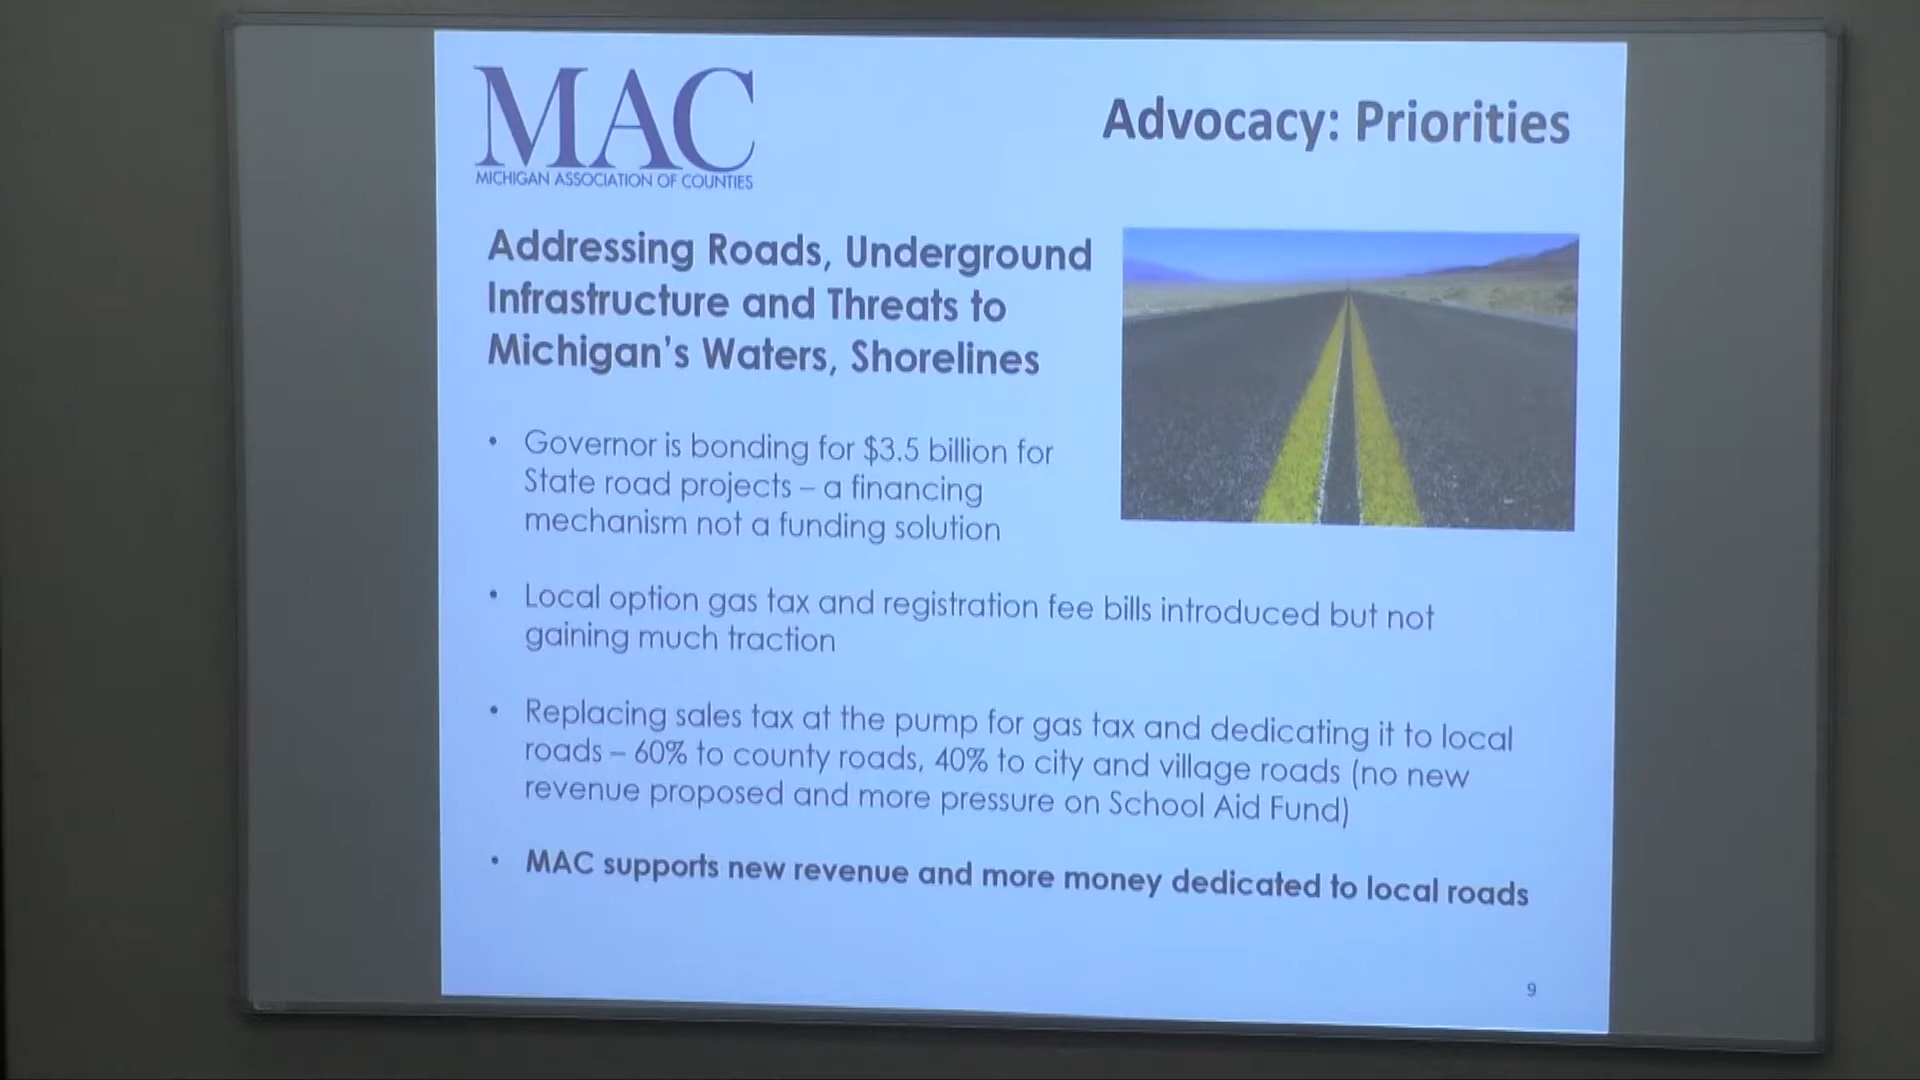 MAC
MICHIGAN ASSOCIATION OF COUNTIES
Advocacy: Priorities
Addressing Roads, Underground
Infrastructure and Threats to
Michigan's Waters, Shorelines
• Governor is bonding for $3.5 billion for
State road projects – a financing
mechanism not a funding solution
• Local option gas tax and registration fee bills introduced but not
gaining much traction
• Replacing sales tax at the pump for gas tax and dedicating it to local
roads – 60% to county roads, 40% to city and village roads (no new
revenue proposed and more pressure on School Aid Fund)
• MAC supports new revenue and more money dedicated to local roads
9